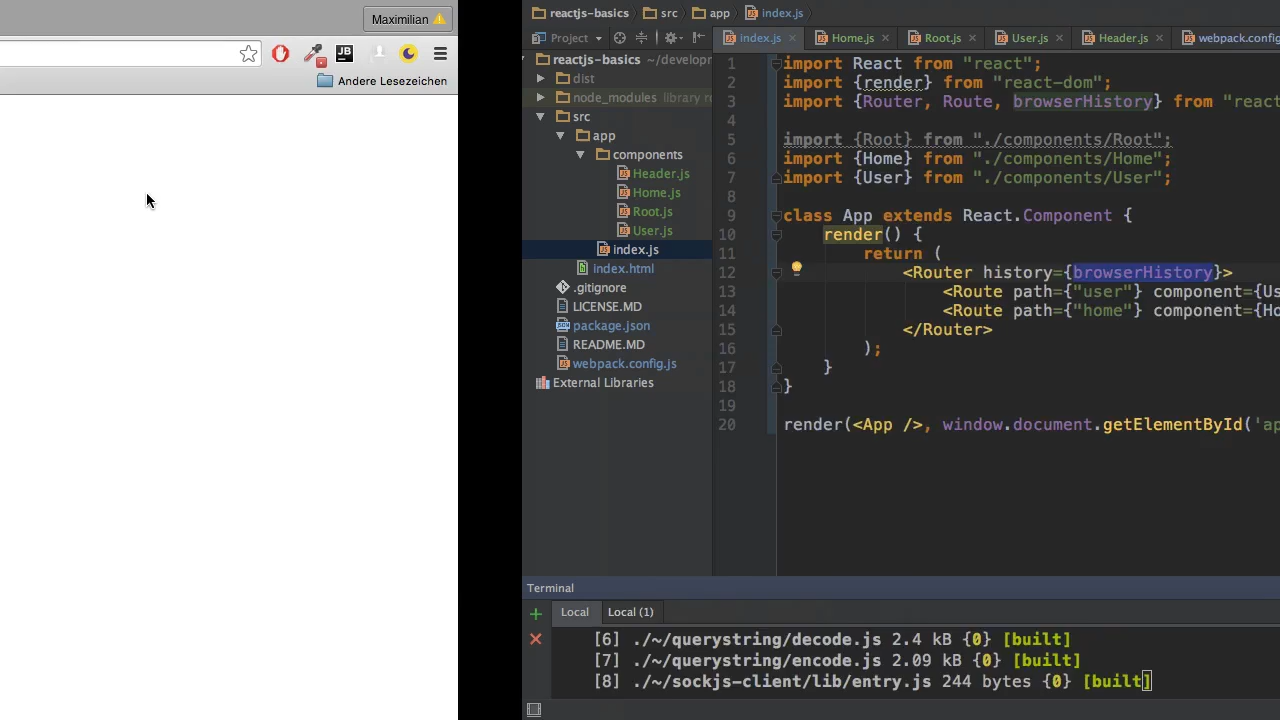 Maximilian
JB
Andere Lesezeichen
reactjs-basics
src
app
index.js
Project
index.js
Home.js
Root.js
User.js
Header.js
webpack.config
reactjs-basics ~/developm
dist
node_modules library ro
src
app
components
Header.js
Home.js
Root.js
User.js
index.js
index.html
.gitignore
LICENSE.MD
package.json
README.MD
webpack.config.js
External Libraries
1 import React from "react";
2 import {render} from "react-dom";
3 import {Router, Route, browserHistory} from "react
4
5 import {Root} from "./components/Root";
6 import {Home} from "./components/Home";
7 import {User} from "./components/User";
8
9 class App extends React.Component {
10 render() {
11 return (
12 <Router history={browserHistory}>
13 <Route path={"user"} component={Us
14 <Route path={"home"} component={Ho
15 </Router>
16 );
17 }
18 }
19
20 render(<App />, window.document.getElementById('ap
Terminal
Local
Local (1)
[6] ./~/querystring/decode.js 2.4 kB {0} [built]
[7] ./~/querystring/encode.js 2.09 kB {0} [built]
[8] ./~/sockjs-client/lib/entry.js 244 bytes {0} [built]